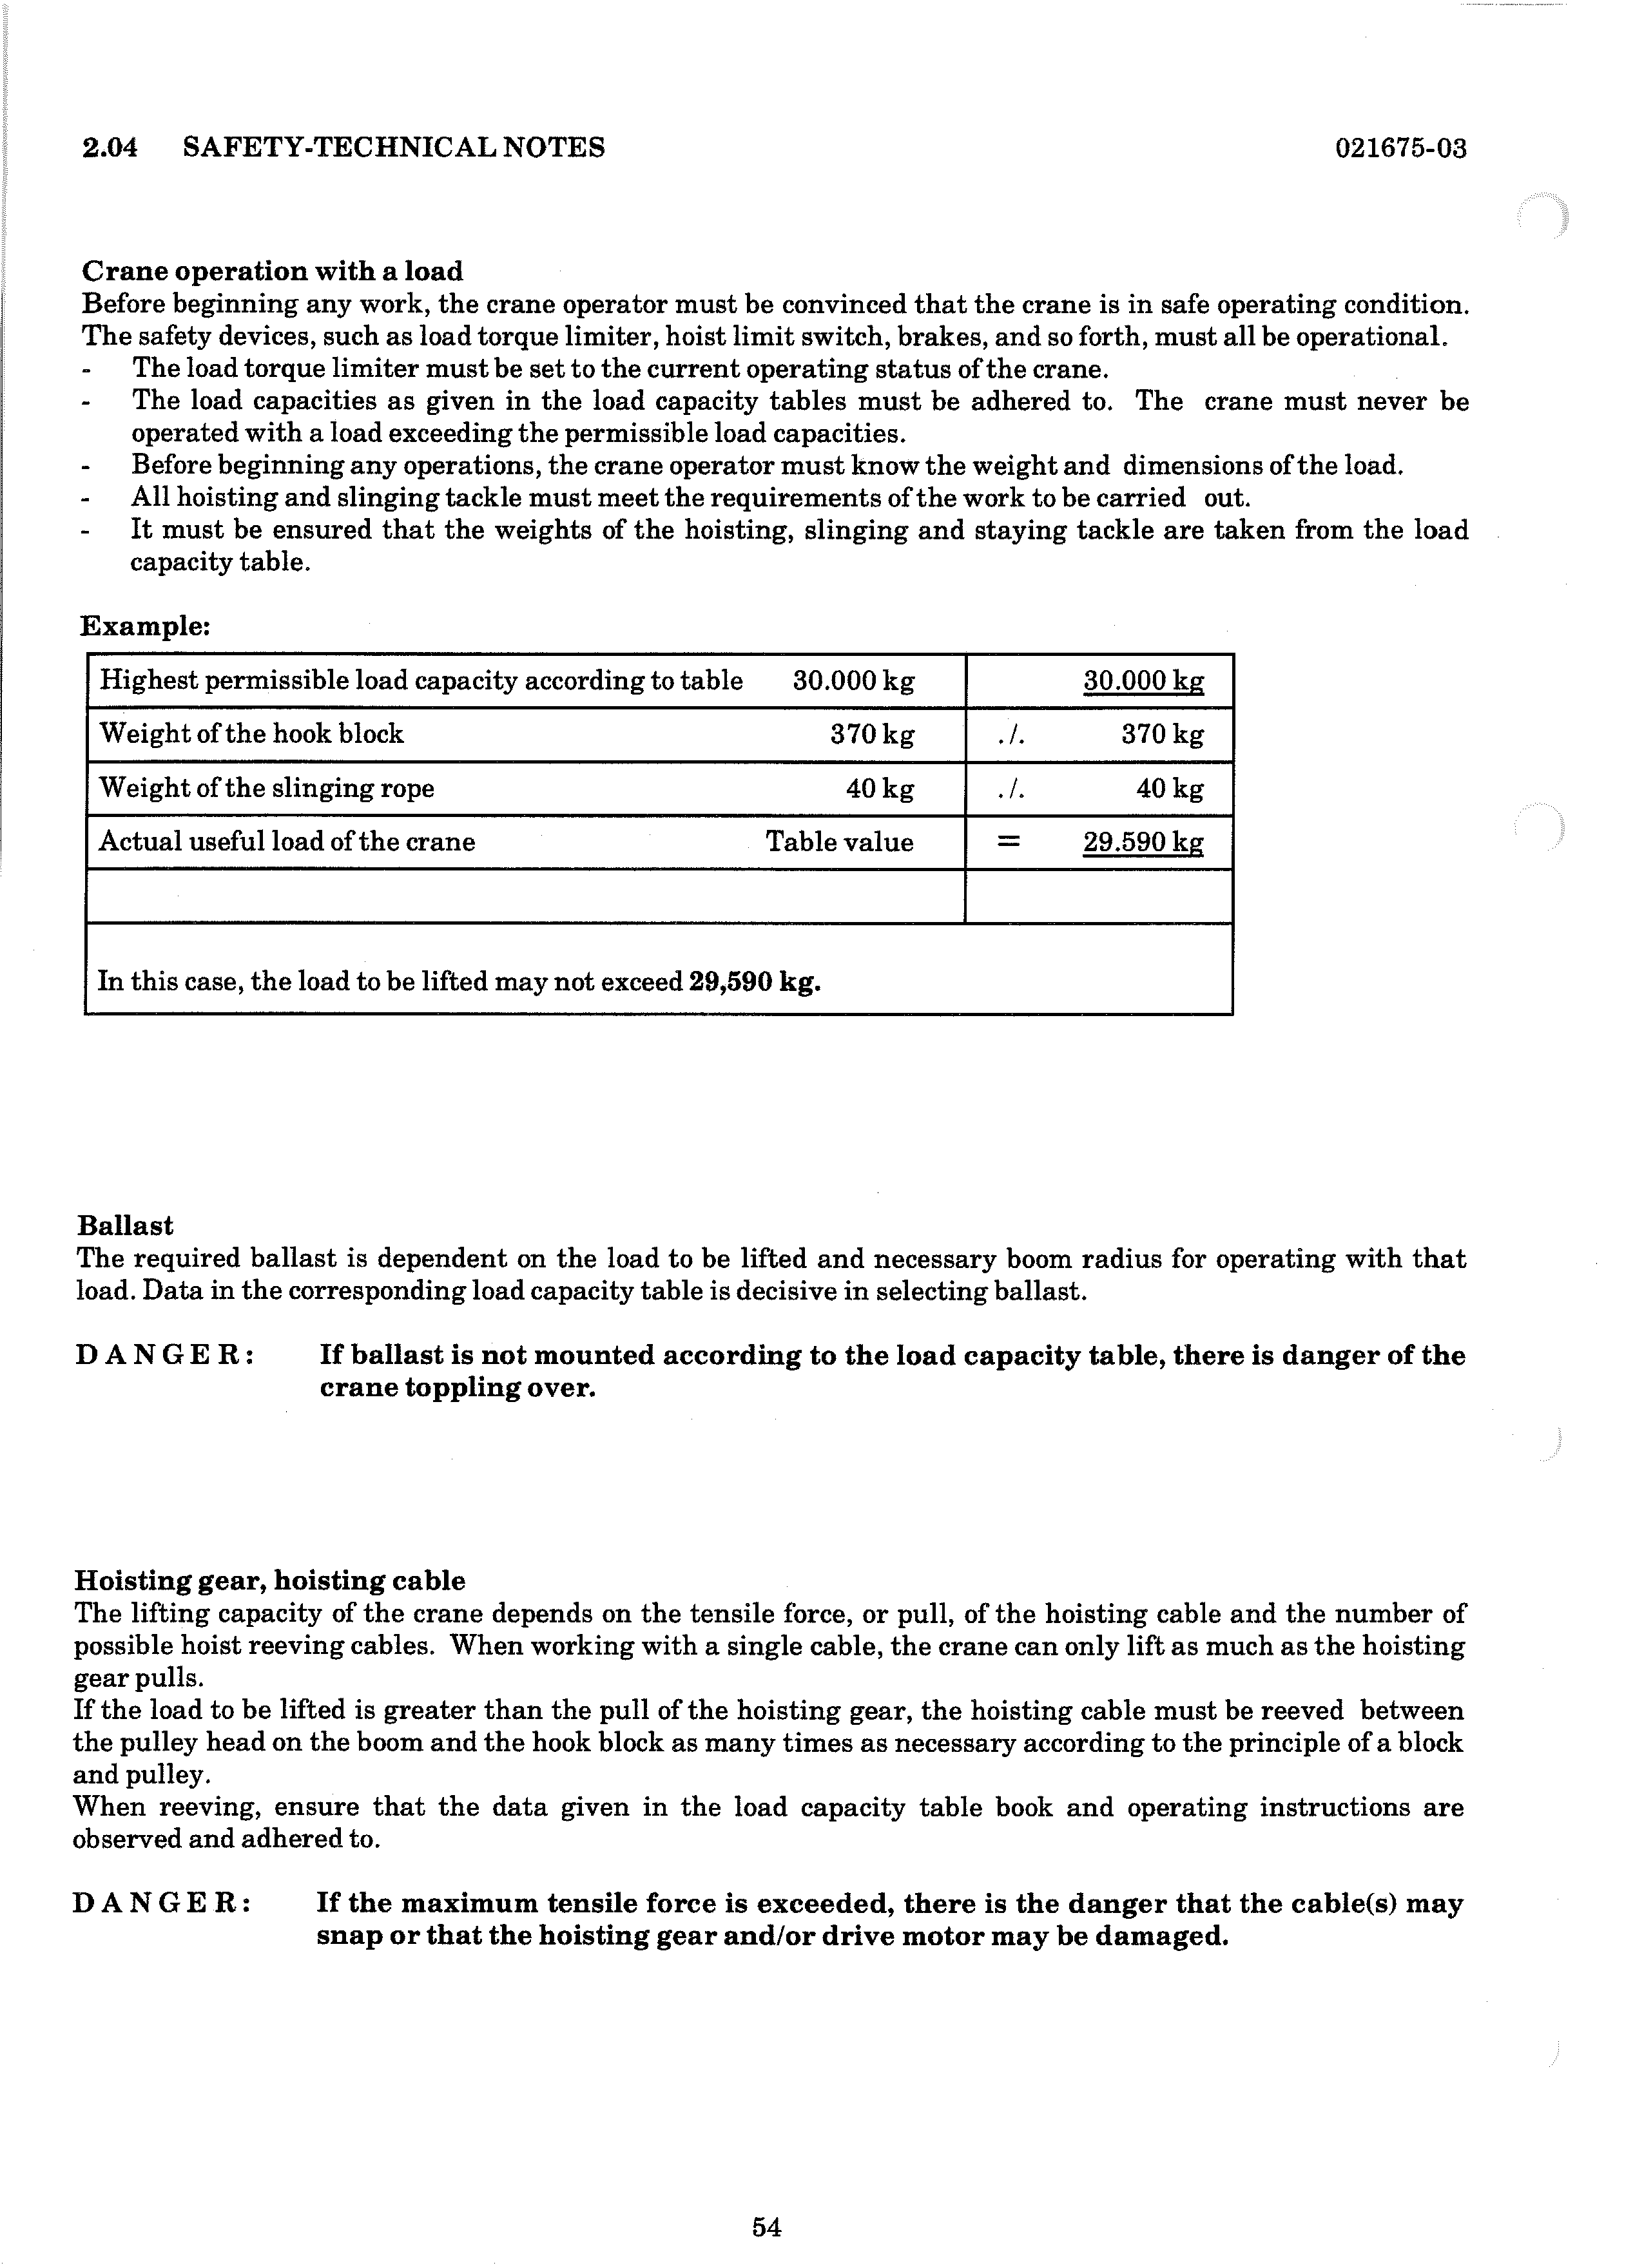 2.04 SAFETY-TECHNICAL NOTES 021675-03
Crane operation with a load
Before beginning any work, the crane operator must be convinced that the crane is in safe operating condition.
The safety devices, such as load torque limiter, hoist limit switch, brakes, and so forth, must all be operational.
- The load torque limiter must be set to the current operating status of the crane.
- The load capacities as given in the load capacity tables must be adhered to. The crane must never be
operated with a load exceeding the permissible load capacities.
- Before beginning any operations, the crane operator must know the weight and dimensions of the load.
- All hoisting and slinging tackle must meet the requirements of the work to be carried out.
- It must be ensured that the weights of the hoisting, slinging and staying tackle are taken from the load
capacity table.
Example:
Highest permissible load capacity according to table 30.000 kg 30.000 kg
Weight of the hook block 370 kg ./. 370 kg
Weight of the slinging rope 40 kg ./. 40 kg
Actual useful load of the crane Table value = 29.590 kg
In this case, the load to be lifted may not exceed 29,590 kg.
Ballast
The required ballast is dependent on the load to be lifted and necessary boom radius for operating with that
load. Data in the corresponding load capacity table is decisive in selecting ballast.
D A N G E R : If ballast is not mounted according to the load capacity table, there is danger of the
crane toppling over.
Hoisting gear, hoisting cable
The lifting capacity of the crane depends on the tensile force, or pull, of the hoisting cable and the number of
possible hoist reeving cables. When working with a single cable, the crane can only lift as much as the hoisting
gear pulls.
If the load to be lifted is greater than the pull of the hoisting gear, the hoisting cable must be reeved between
the pulley head on the boom and the hook block as many times as necessary according to the principle of a block
and pulley.
When reeving, ensure that the data given in the load capacity table book and operating instructions are
observed and adhered to.
D A N G E R : If the maximum tensile force is exceeded, there is the danger that the cable(s) may
snap or that the hoisting gear and/or drive motor may be damaged.
54